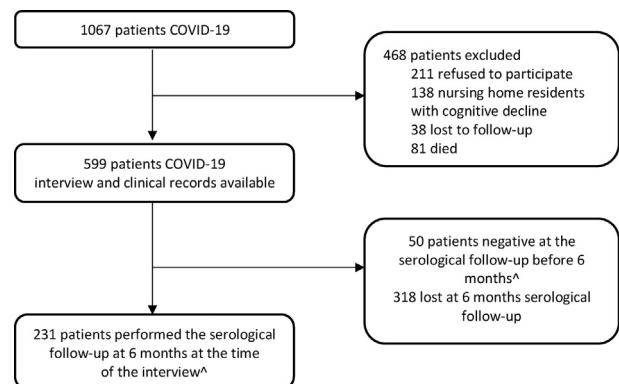 1067 patients COVID-19
468 patients excluded
211 refused to participate
138 nursing home residents
with cognitive decline
38 lost to follow-up
81 died
599 patients COVID-19
interview and clinical records available
50 patients negative at the
serological follow-up before 6
months^
318 lost at 6 months serological
follow-up
231 patients performed the serological
follow-up at 6 months at the time
of the interview^